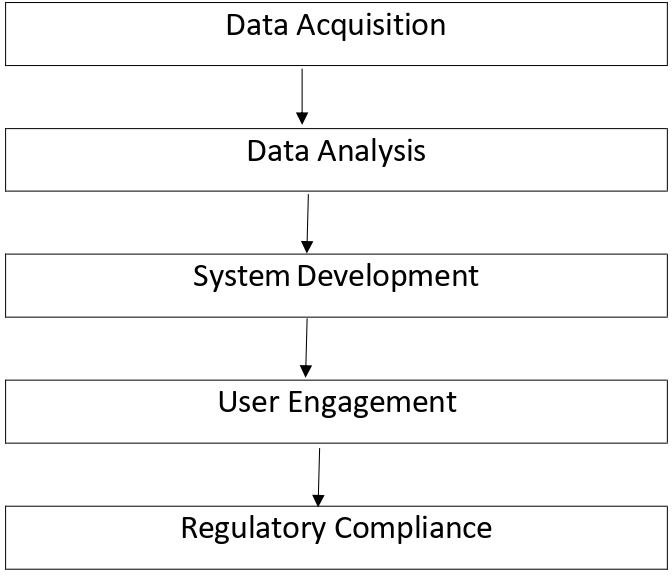 Data Acquisition
Data Analysis
System Development
User Engagement
Regulatory Compliance